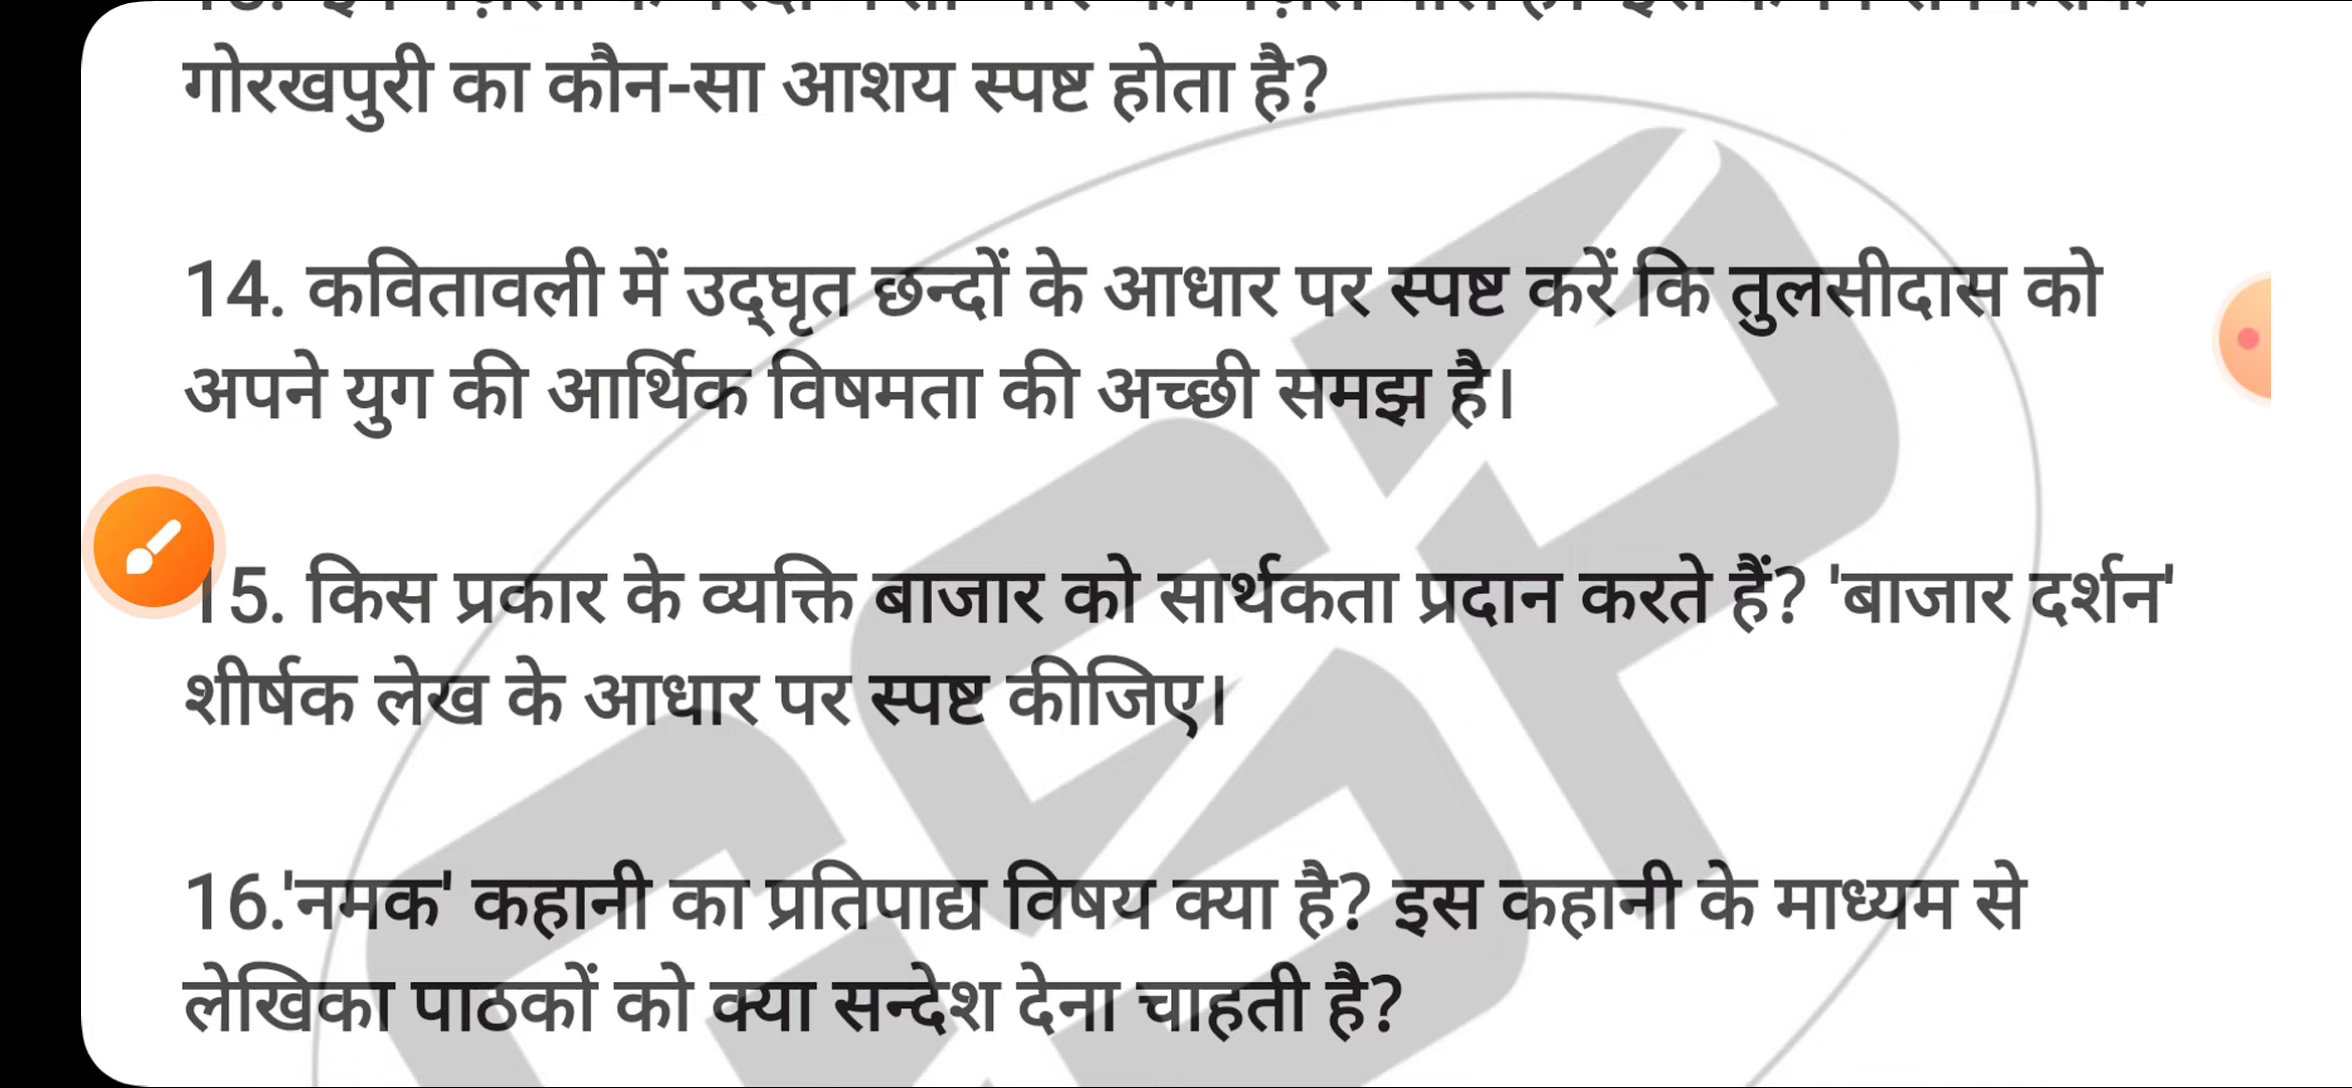 गोरखपुरी का कौन-सा आशय स्पष्ट होता है?
14. कवितावली में उद्घृत छन्दों के आधार पर स्पष्ट करें कि तुलसीदास को
अपने युग की आर्थिक विषमता की अच्छी समझ है।
15. किस प्रकार के व्यक्ति बाजार को सार्थकता प्रदान करते हैं? 'बाजार दर्शन'
शीर्षक लेख के आधार पर स्पष्ट कीजिए।
16.'नमक' कहानी का प्रतिपाद्य विषय क्या है? इस कहानी के माध्यम से
लेखिका पाठकों को क्या सन्देश देना चाहती है?